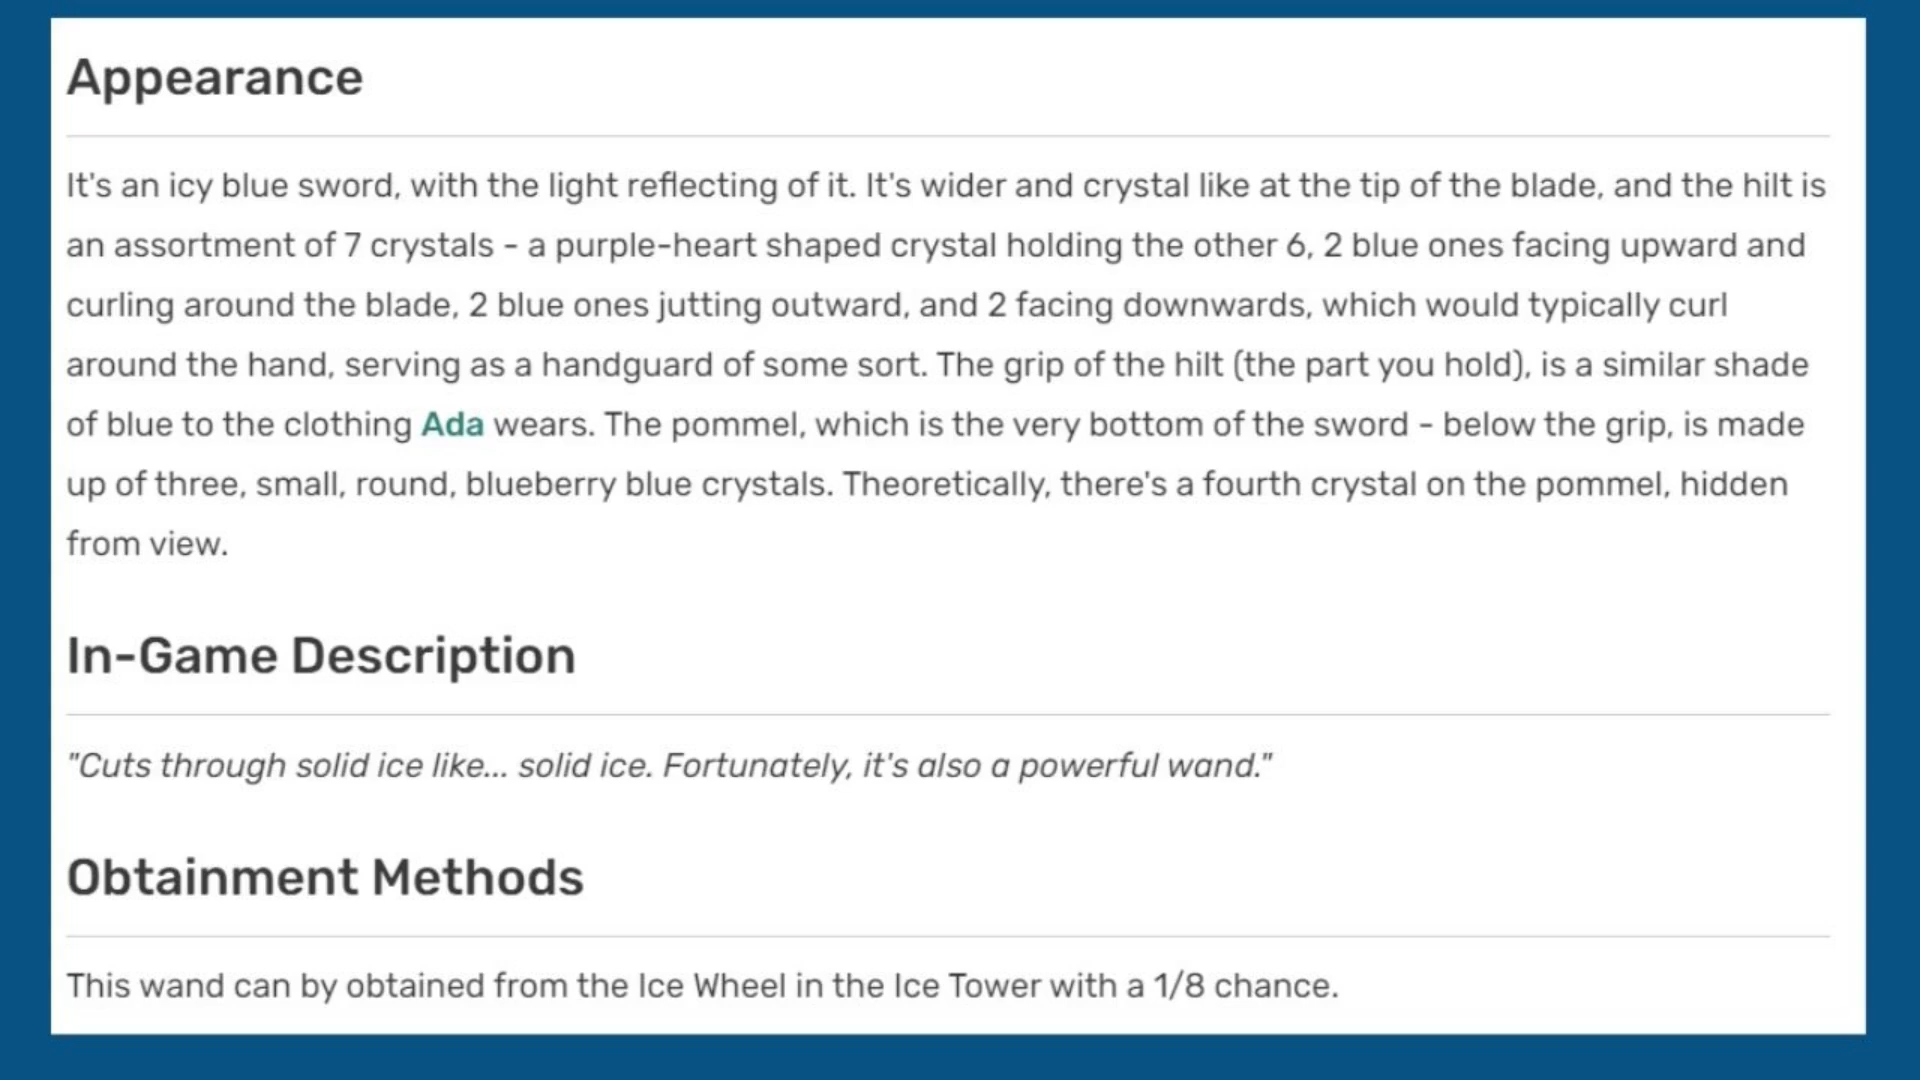 Appearance
It's an icy blue sword, with the light reflecting of it. It's wider and crystal like at the tip of the blade, and the hilt is
an assortment of 7 crystals - a purple-heart shaped crystal holding the other 6, 2 blue ones facing upward and
curling around the blade, 2 blue ones jutting outward, and 2 facing downwards, which would typically curl
around the hand, serving as a handguard of some sort. The grip of the hilt (the part you hold), is a similar shade
of blue to the clothing Ada wears. The pommel, which is the very bottom of the sword - below the grip, is made
up of three, small, round, blueberry blue crystals. Theoretically, there's a fourth crystal on the pommel, hidden
from view.
In-Game Description
"Cuts through solid ice like... solid ice. Fortunately, it's also a powerful wand."
Obtainment Methods
This wand can by obtained from the Ice Wheel in the Ice Tower with a 1/8 chance.